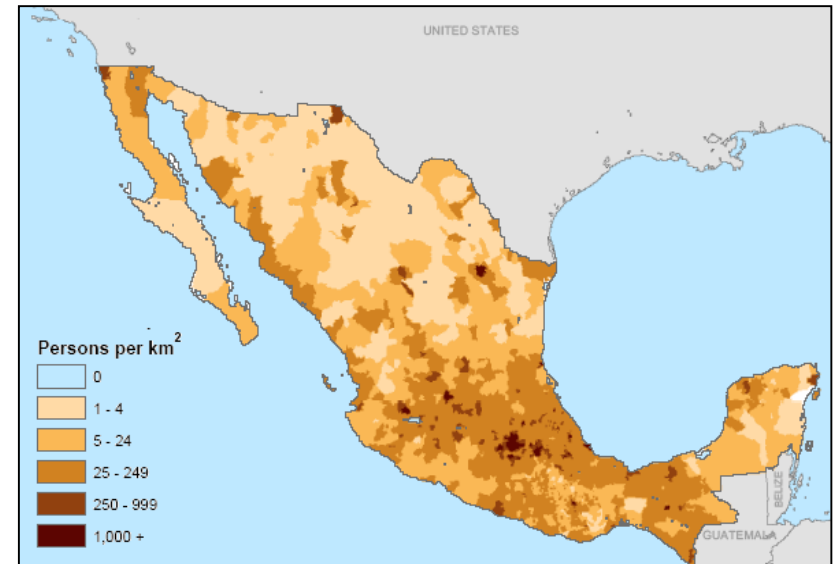 UNITED STATES
Persons per km²
0
1 - 4
5 - 24
25 - 249
250 - 999
1,000 +
BELIZE
GUATEMALA